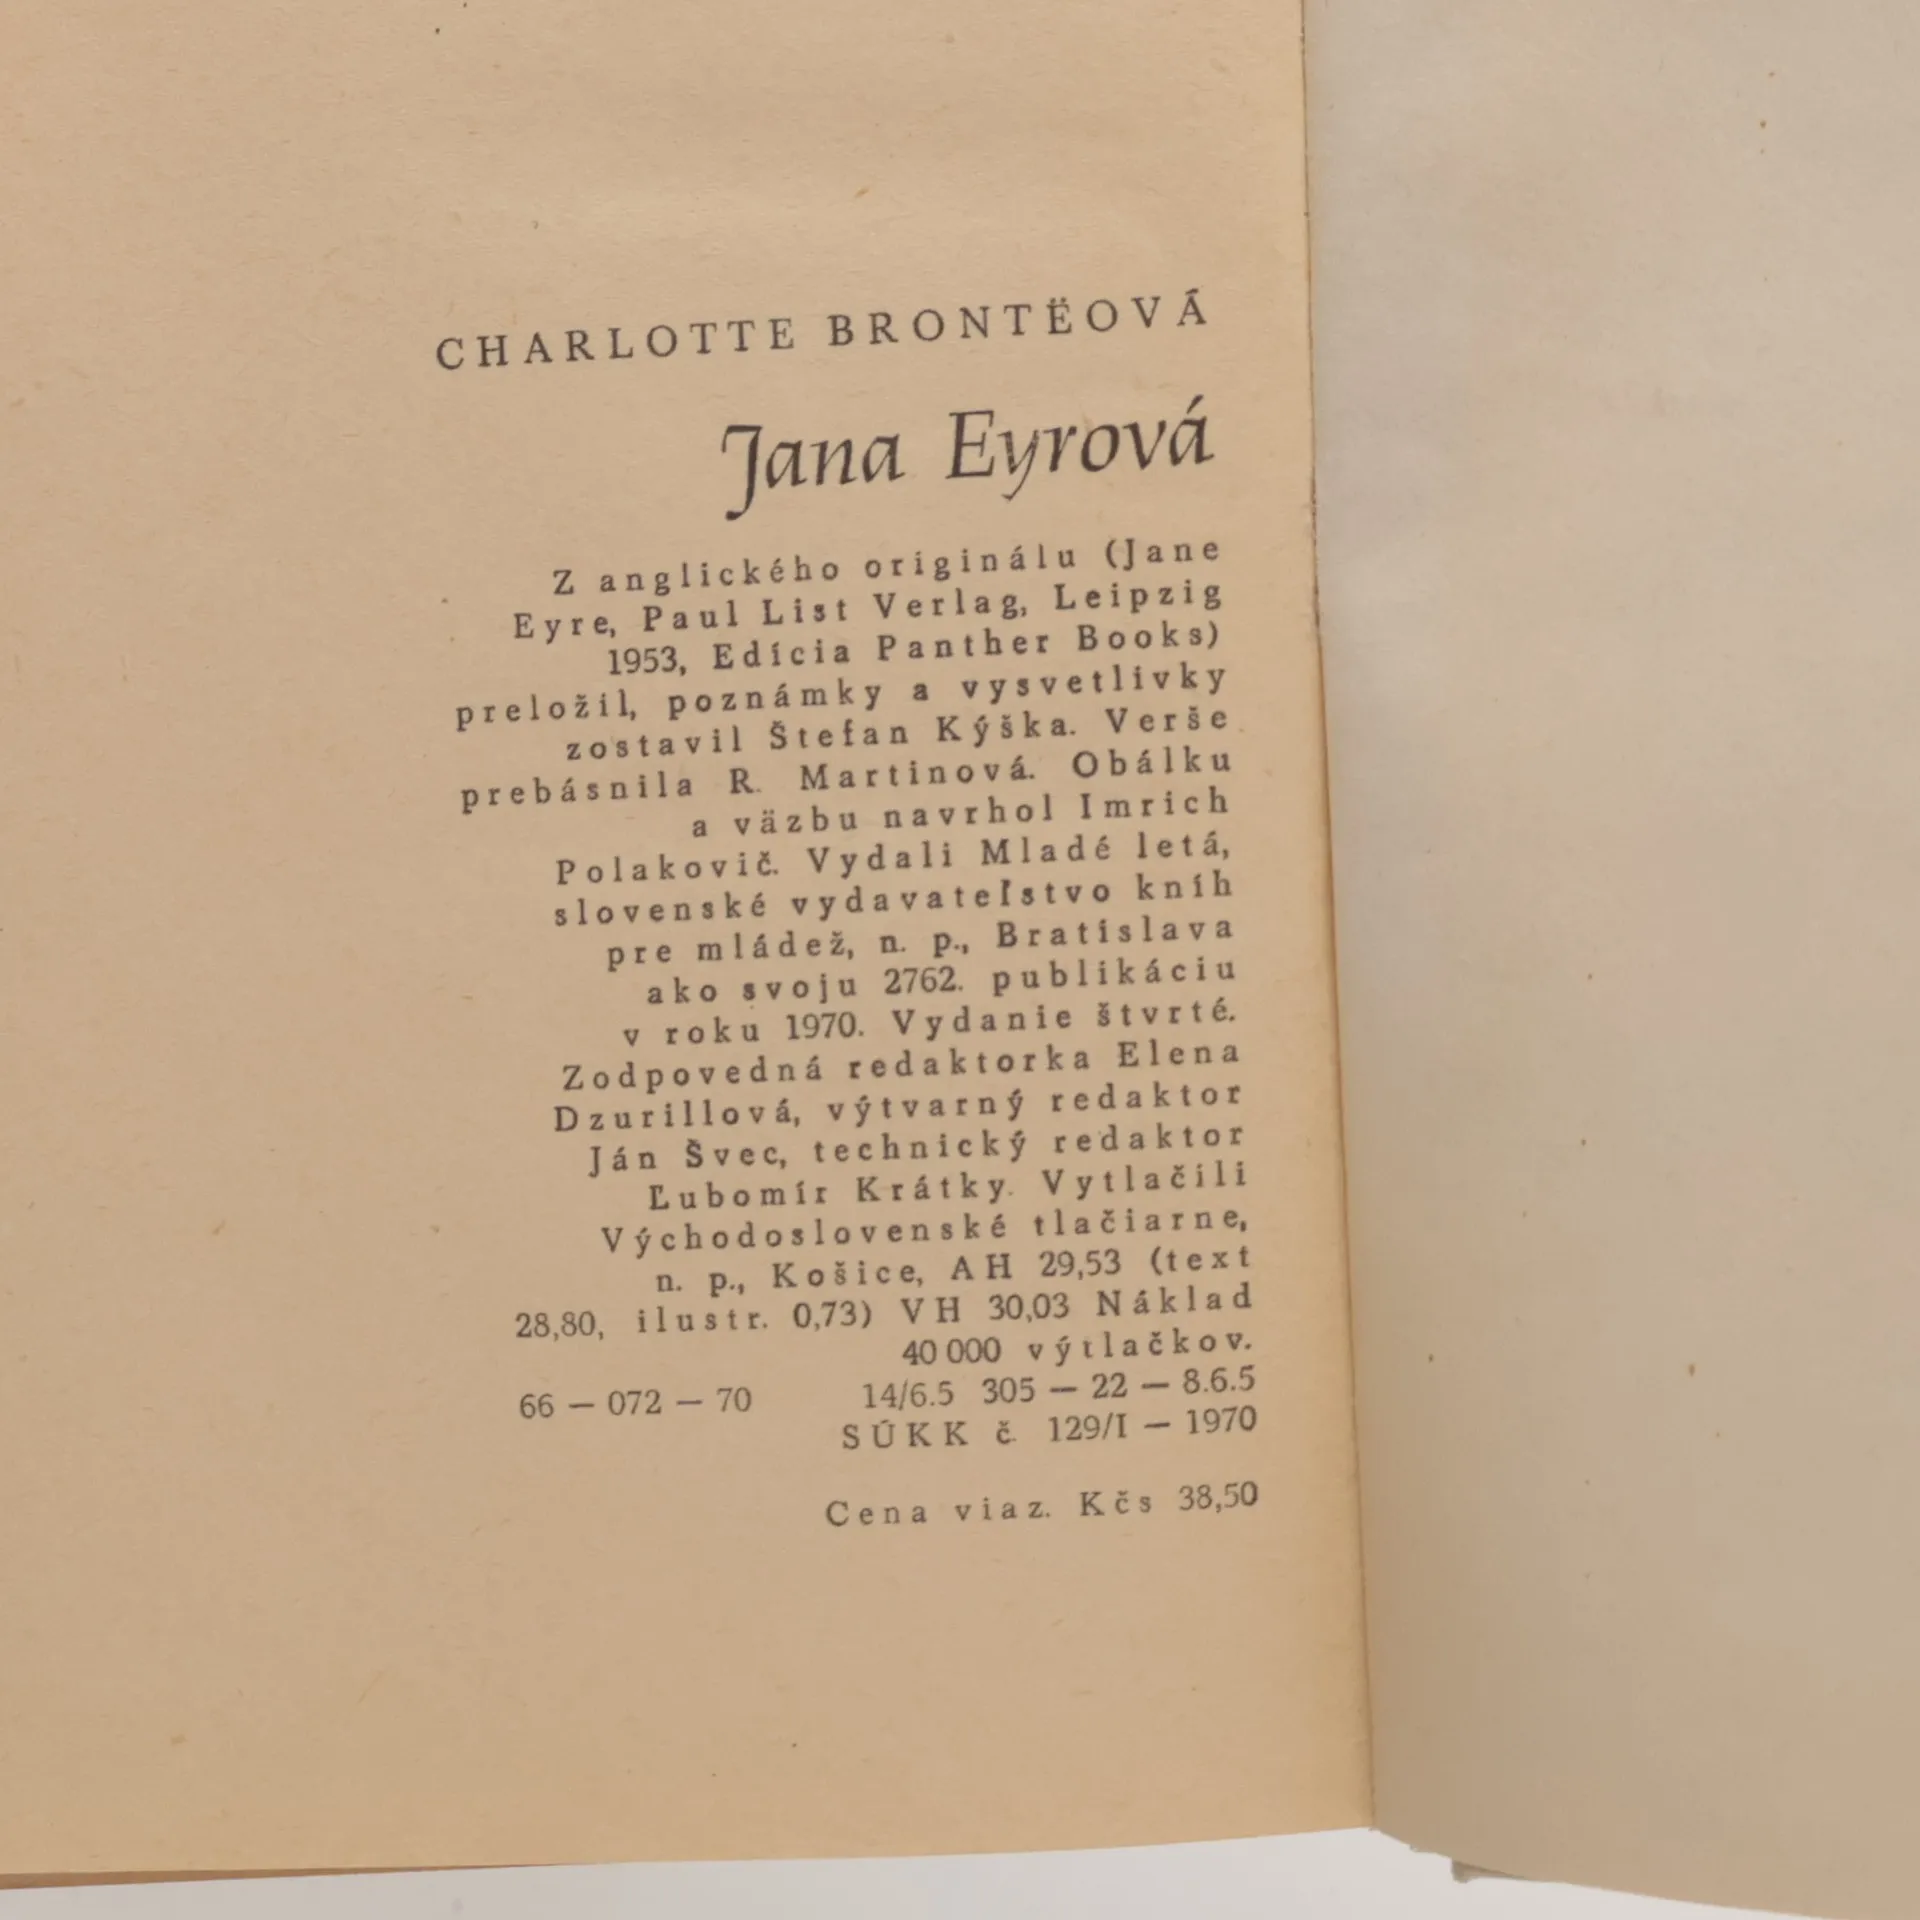 CHARLOTTE BRONTËOVÁ
Jana Eyrová
Z anglického originálu (Jane
Eyre, Paul List Verlag, Leipzig
1953, Edícia Panther Books)
preložil, poznámky a vysvetlivky
zostavil Štefan Kýška. Verše
prebásnila R. Martinová. Obálku
a väzbu navrhol Imrich
Polakovič. Vydali Mladé letá,
slovenské vydavateľstvo kníh
pre mládež, n. p., Bratislava
ako svoju 2762. publikáciu
v roku 1970. Vydanie štvrté.
Zodpovedná redaktorka Elena
Dzurillová, výtvarný redaktor
Ján Švec, technický redaktor
Ľubomír Krátky. Vytlačili
Východoslovenské tlačiarne,
n. p., Košice, AH 29,53 (text
28,80, ilustr. 0,73) VH 30,03 Náklad
40 000 výtlačkov.
66 — 072 — 70 14/6.5 305 — 22 — 8.6.5
SÚKK č. 129/I — 1970
Cena viaz. Kčs 38,50